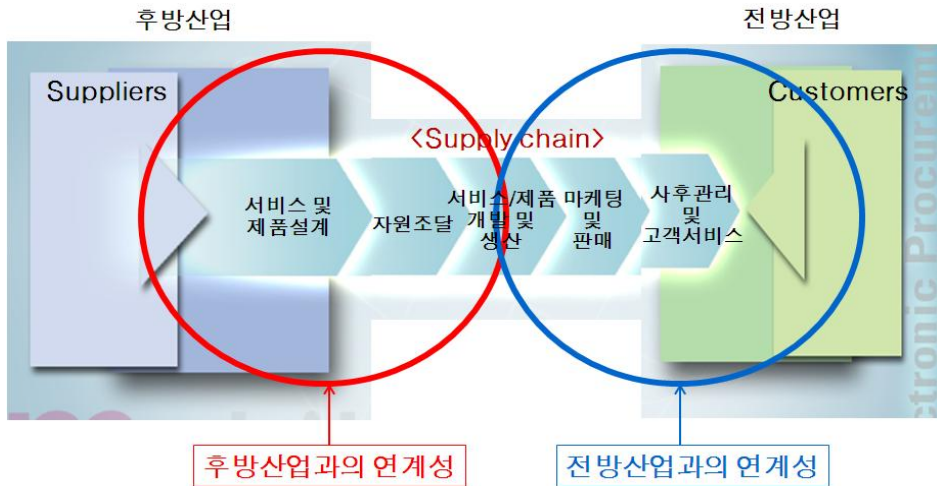 후방산업
전방산업
Suppliers
Customers
<Supply chain>
서비스 및
제품설계
자원조달
서비스/제품
개발 및
생산
마케팅
및
판매
사후관리
및
고객서비스
ctronic Procurem
후방산업과의 연계성
전방산업과의 연계성